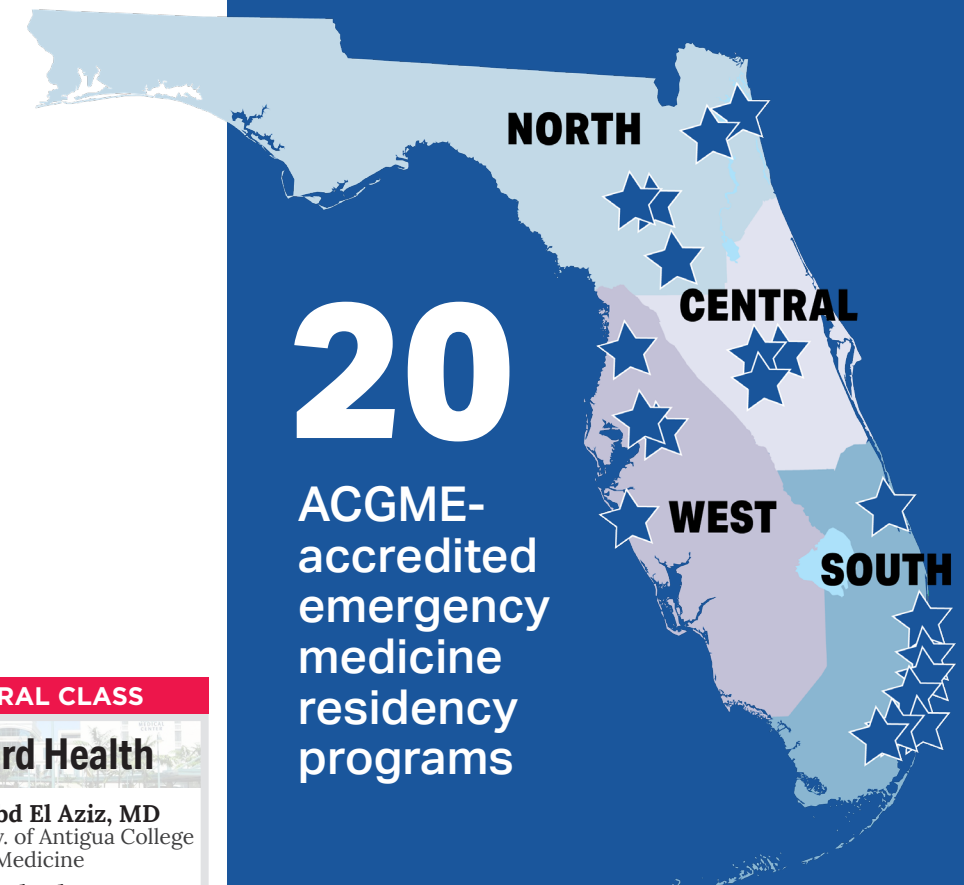 NORTH
CENTRAL
20
ACGME-
accredited
emergency
medicine
residency
programs
WEST
SOUTH
RAL CLASS
rd Health
bd El Aziz, MD
of Antigua College
Medicine